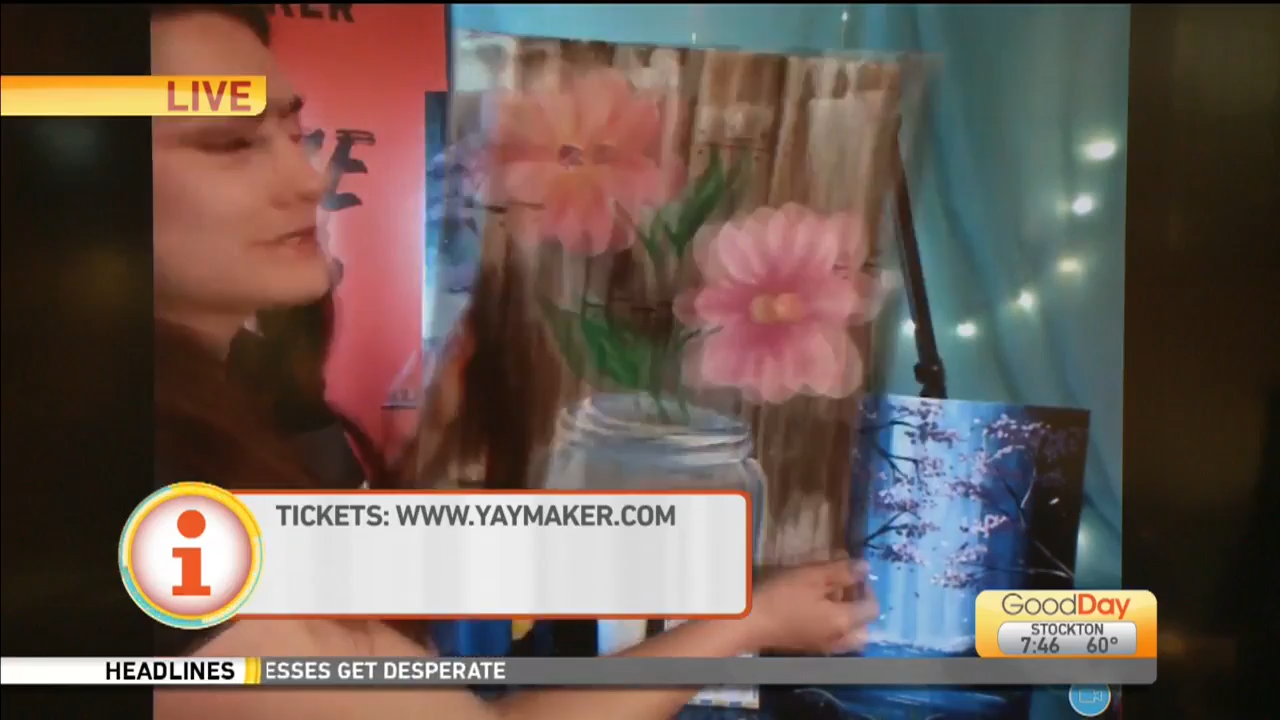 LIVE
TICKETS: WWW.YAYMAKER.COM
GoodDay
STOCKTON
7:46 60°
HEADLINES ESSES GET DESPERATE